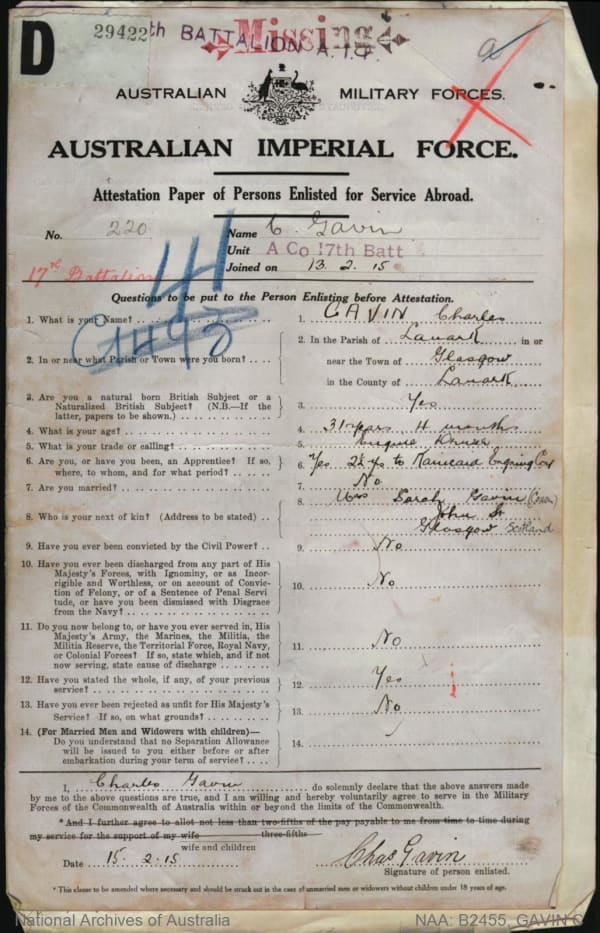 D
29422
th BATTALION A.I.F.
Missing
AUSTRALIAN MILITARY FORCES.
AUSTRALIAN IMPERIAL FORCE.
Attestation Paper of Persons Enlisted for Service Abroad.
No. 220 Name C. Gavin
Unit A Co 17th Batt
17th Battalion Joined on 13.2.15
Questions to be put to the Person Enlisting before Attestation.
1. What is your Name? 1. GAVIN Charles
2. In or near what Parish or Town were you born? 2. In the Parish of Lanark in or
near the Town of Glasgow
in the County of Lanark
3. Are you a natural born British Subject or a
Naturalized British Subject? (N.B.—If the
latter, papers to be shown.) 3. Yes
4. What is your age? 4. 31 years 4 months
5. What is your trade or calling? 5. Engine Driver
6. Are you, or have you been, an Apprentice? If so,
where, to whom, and for what period? 6. Yes. 2½ yrs to
7. Are you married? 7. No
8. Who is your next of kin? (Address to be stated) 8. Mrs Sarah Gavin
John St
Glasgow Scotland
9. Have you ever been convicted by the Civil Power? 9. No
10. Have you ever been discharged from any part of His
Majesty's Forces, with Ignominy, or as Incor-
rigible and Worthless, or on account of Convic-
tion of Felony, or of a Sentence of Penal Servi
tude, or have you been dismissed with Disgrace
from the Navy? 10. No
11. Do you now belong to, or have you ever served in, His
Majesty's Army, the Marines, the Militia, the
Militia Reserve, the Territorial Force, Royal Navy,
or Colonial Forces? If so, state which, and if not
now serving, state cause of discharge 11. No
12. Have you stated the whole, if any, of your previous
service? 12. Yes
13. Have you ever been rejected as unfit for His Majesty's
Service? If so, on what grounds? 13. No
14. (For Married Men and Widowers with children)—
Do you understand that no Separation Allowance
will be issued to you either before or after
embarkation during your term of service? 14.
I, Charles Gavin do solemnly declare that the above answers made
by me to the above questions are true, and I am willing and hereby voluntarily agree to serve in the Military
Forces of the Commonwealth of Australia within or beyond the limits of the Commonwealth.
*And I further agree to allot not less than two-fifths of the pay payable to me from time to time during
my service for the support of my wife three-fifths
wife and children
Date 15.2.15 Chas Gavin
Signature of person enlisted.
* This clause to be amended where necessary and should be struck out in the case of unmarried men or widowers without children under 18 years of age.
National Archives of Australia NAA: B2455, GAVIN C